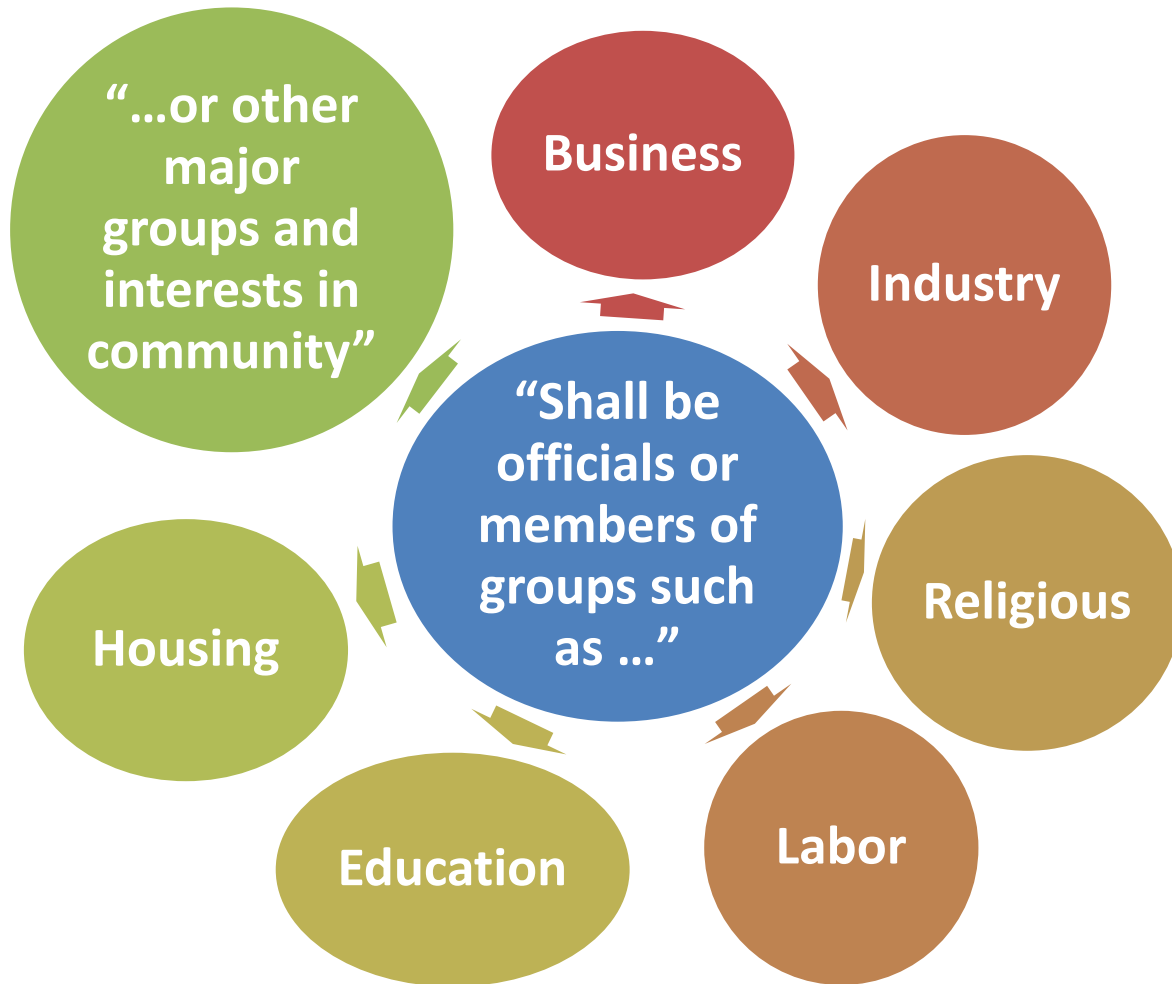 “Shall be
officials or
members of
groups such
as …”
Business
Industry
Religious
Labor
Education
Housing
“…or other
major
groups and
interests in
community”